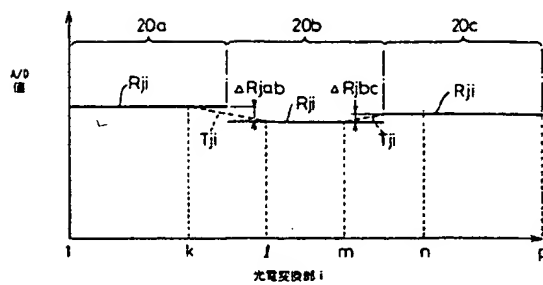 20a 20b 20c
A/D
値
Rji
ΔRjab
ΔRjbc
Rji
Rji
Tji
Tji
1 k l m n p
光電変換部 i